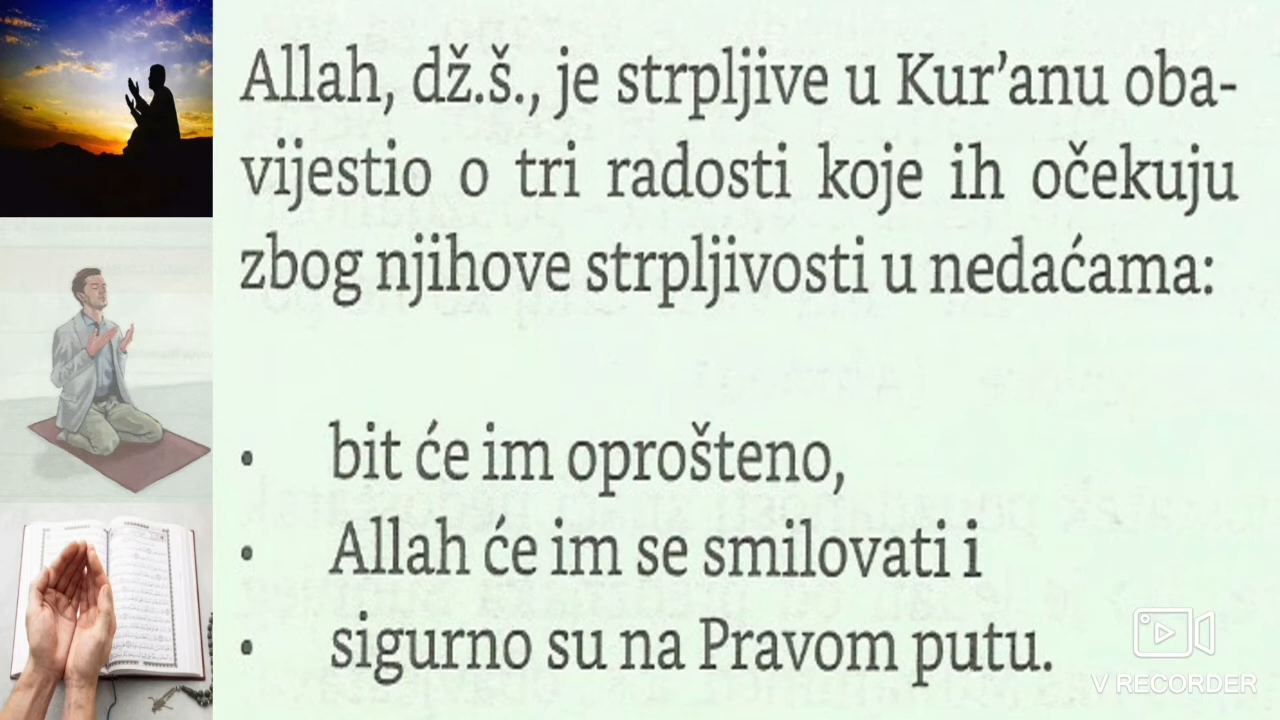 Allah, dž.š., je strpljive u Kur’anu oba-
vijestio o tri radosti koje ih očekuju
zbog njihove strpljivosti u nedaćama:
• bit će im oprošteno,
• Allah će im se smilovati i
• sigurno su na Pravom putu.
V RECORDER